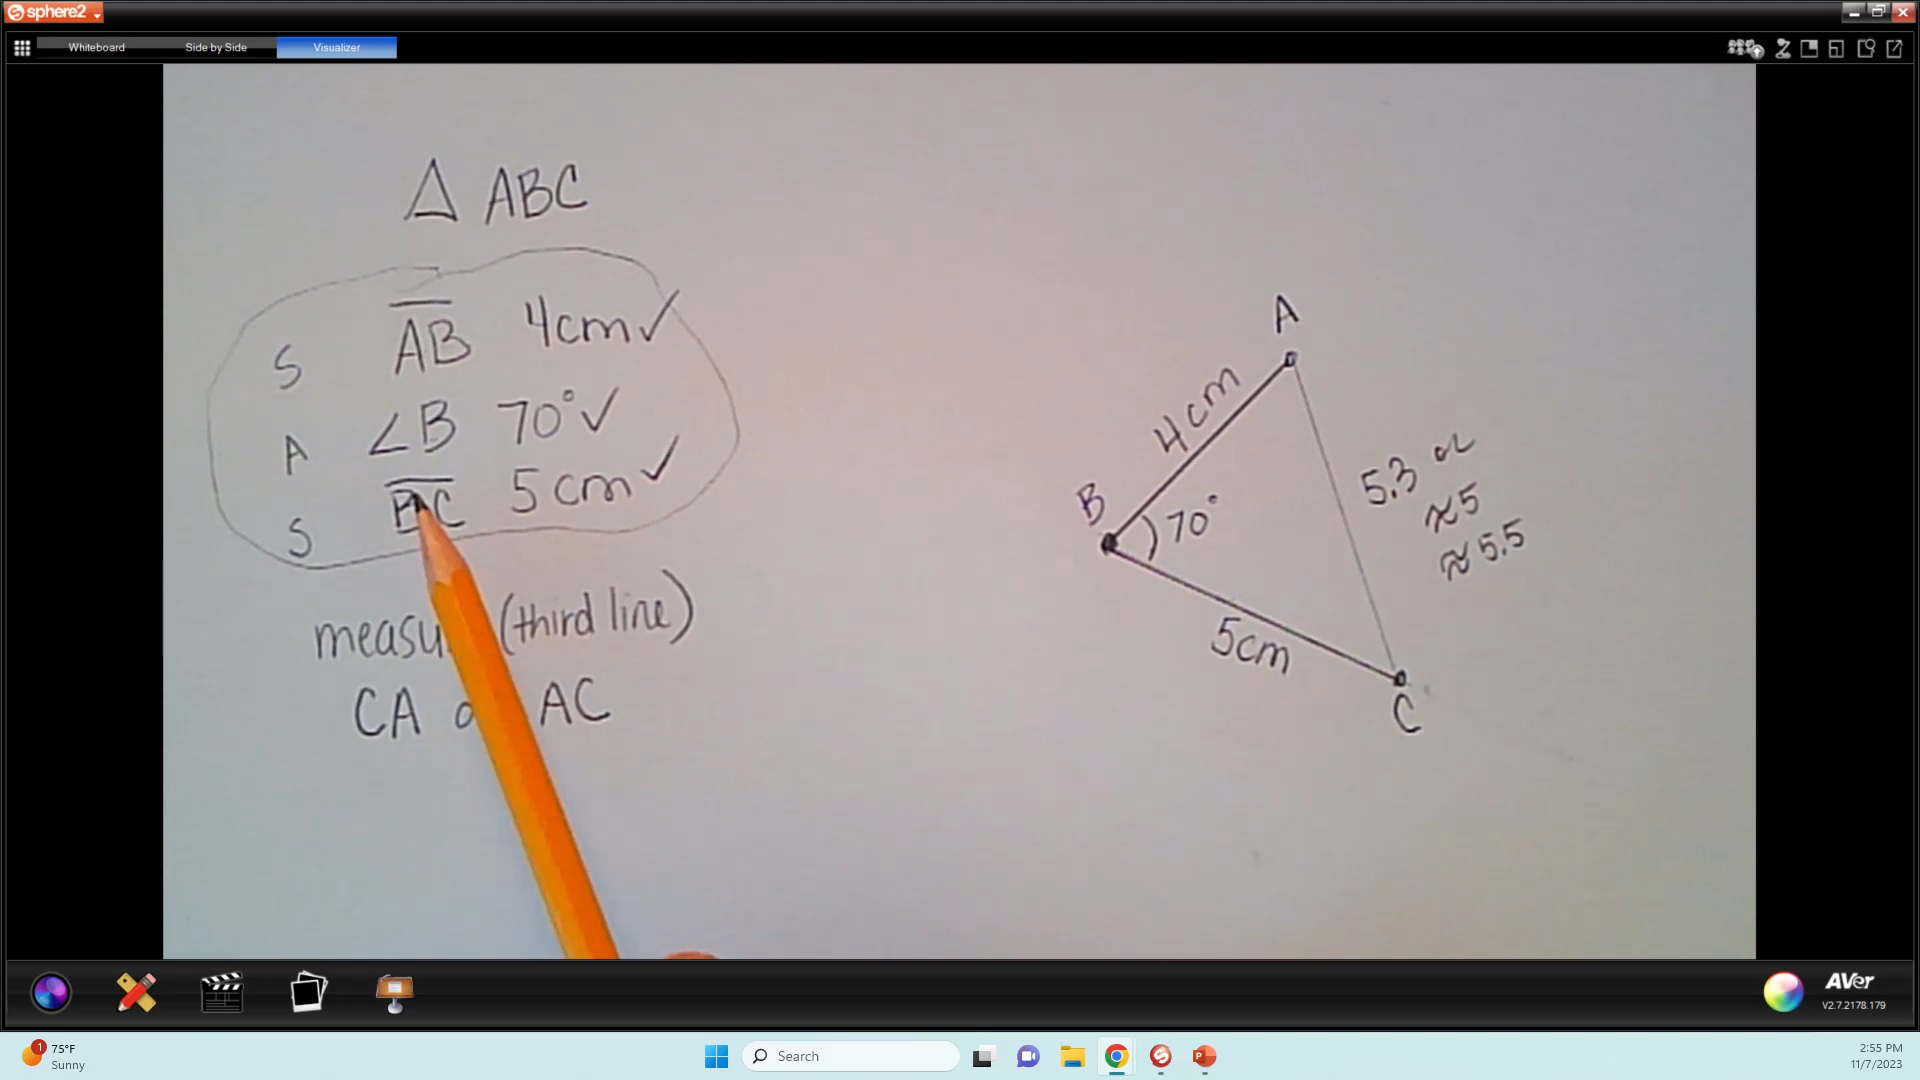 sphere2
Whiteboard
Side by Side
Visualizer
△ ABC
S AB 4cm✓
A ∠B 70°✓
S BC 5cm✓
(third line)
CA AC
A
4cm
B
70°
5.3 or
≈5
≈5.5
5cm
C
AVer
V2.7.2178.179
1
75°F
Sunny
Search
2:55 PM
11/7/2023